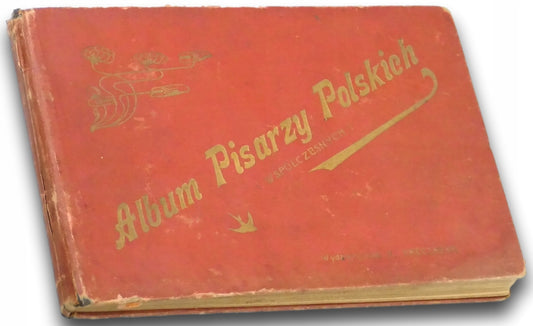 Album Pisarzy Polskich
WSPÓŁCZESNYCH